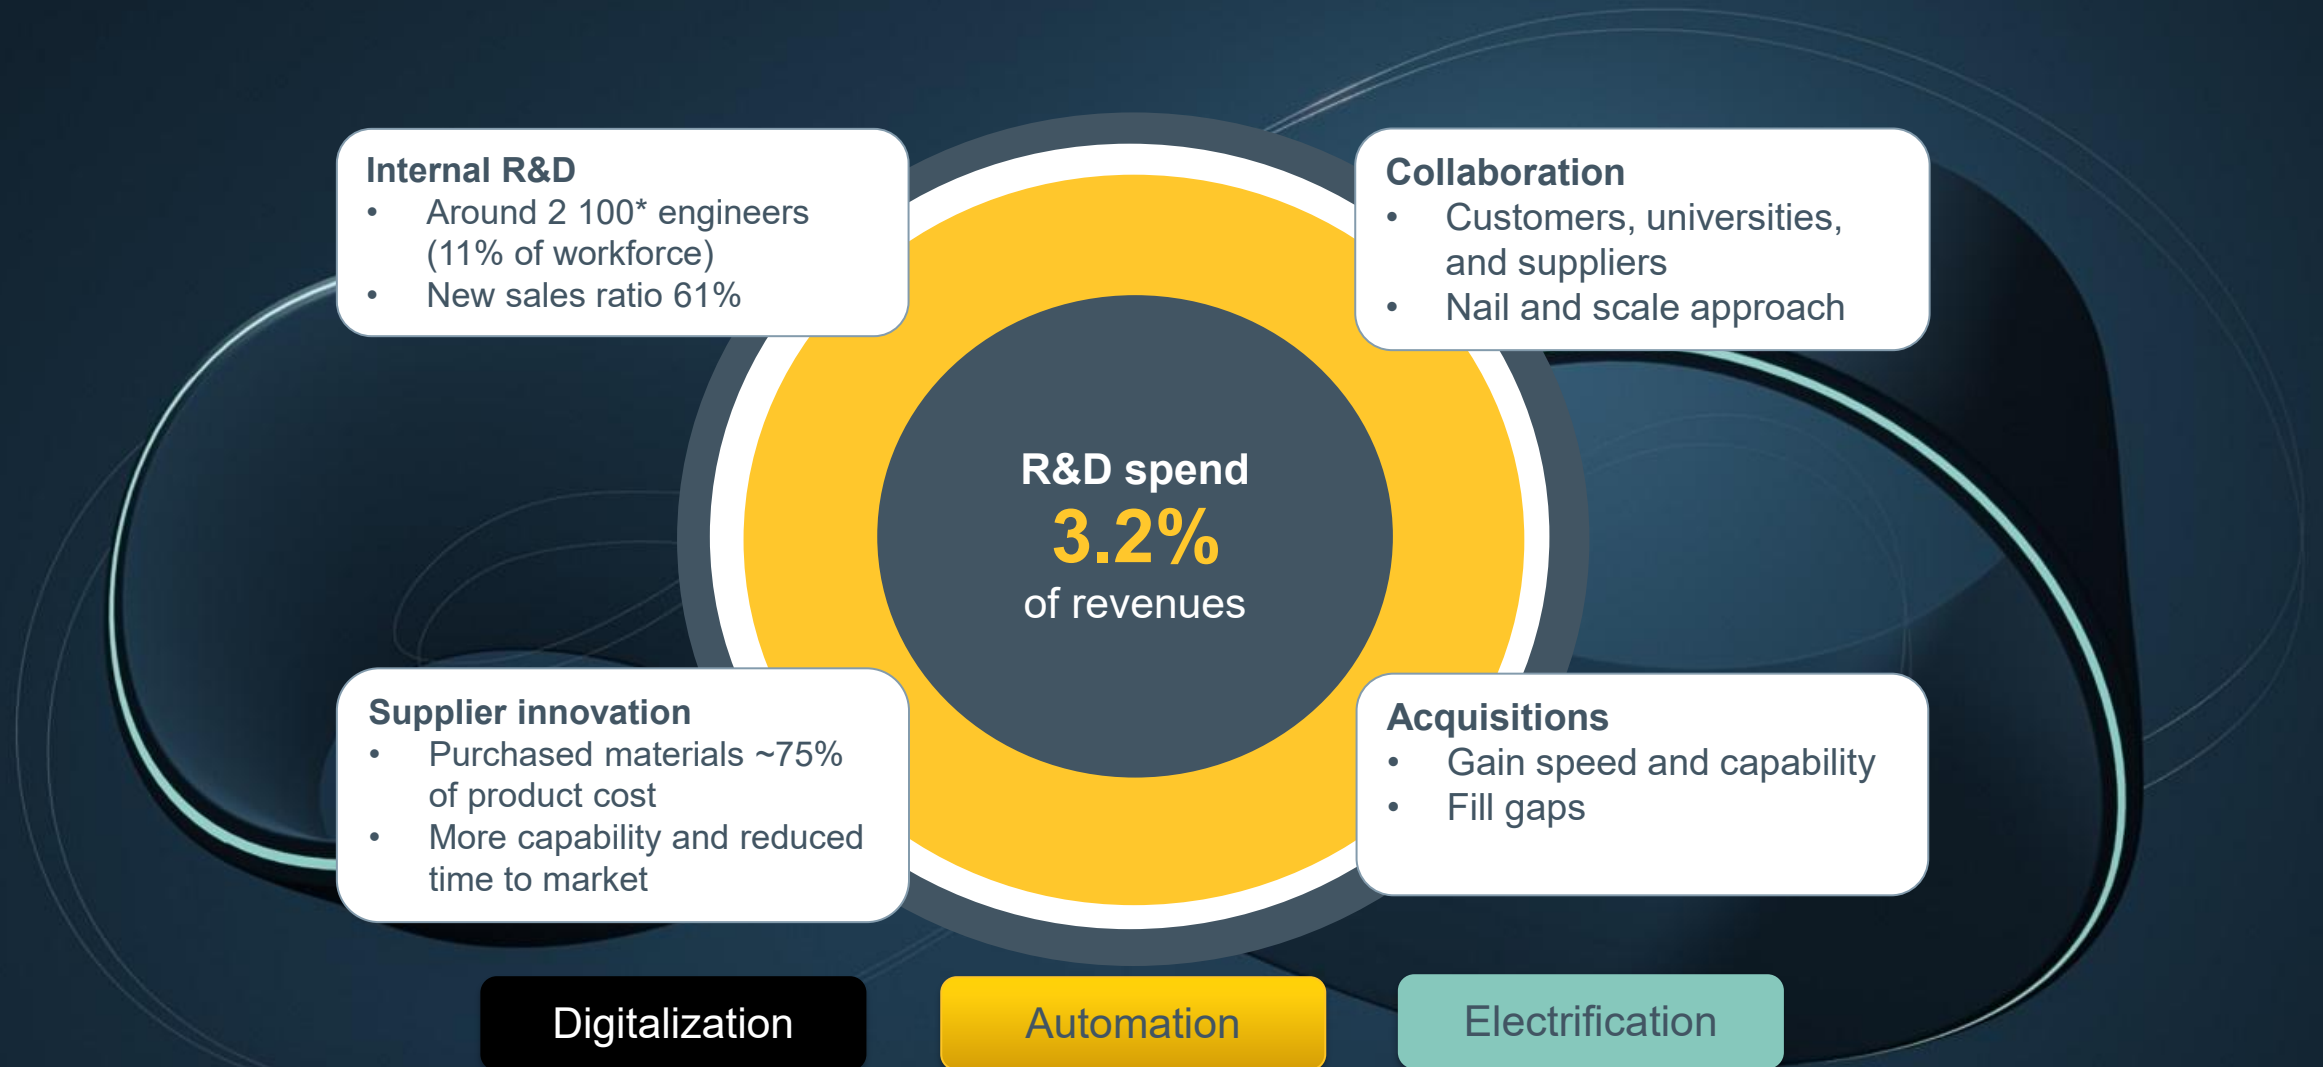 Internal R&D
• Around 2 100* engineers
(11% of workforce)
• New sales ratio 61%
Collaboration
• Customers, universities,
and suppliers
• Nail and scale approach
R&D spend
3.2%
of revenues
Supplier innovation
• Purchased materials ~75%
of product cost
• More capability and reduced
time to market
Acquisitions
• Gain speed and capability
• Fill gaps
Digitalization
Automation
Electrification